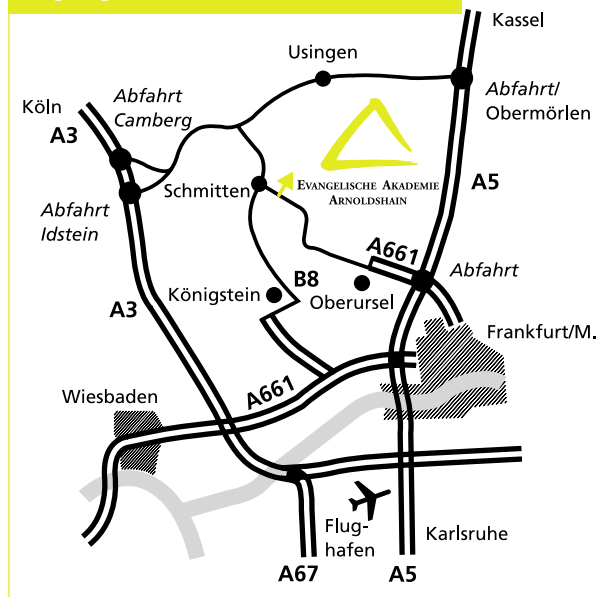 Kassel
Usingen
Köln
Abfahrt
Camberg
A3
Abfahrt/
Obermörlen
Schmitten
EVANGELISCHE AKADEMIE
ARNOLDSHAIN
A5
Abfahrt
Idstein
A661
Abfahrt
B8
Königstein
Oberursel
A3
Frankfurt/M.
A661
Wiesbaden
Flug-
hafen
Karlsruhe
A67
A5